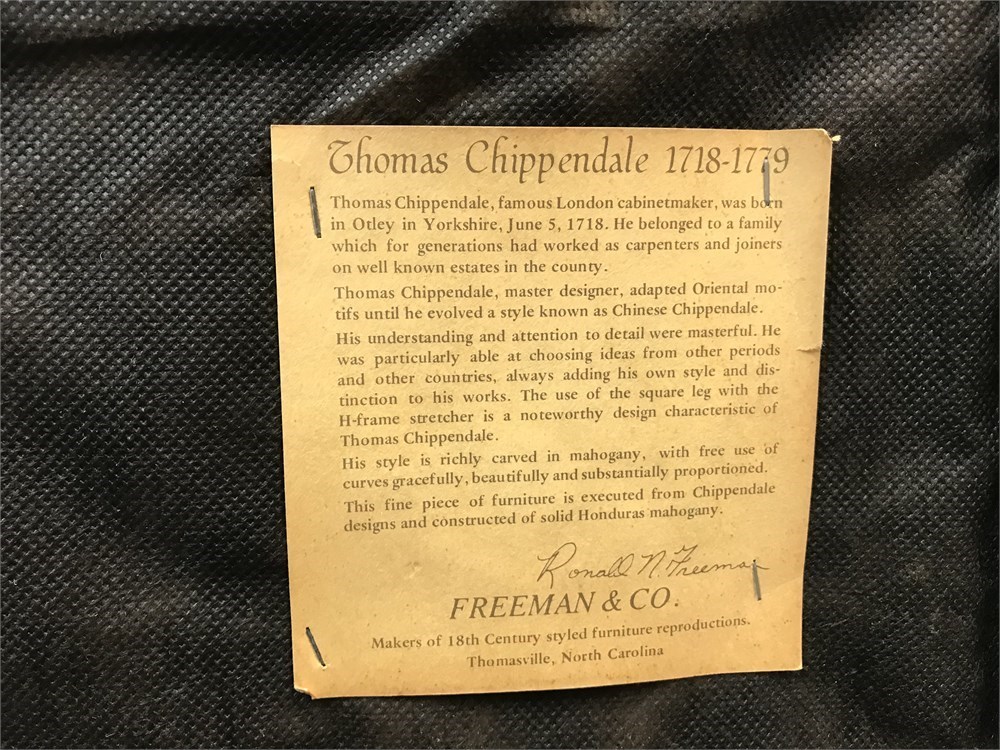 Thomas Chippendale 1718-1779
Thomas Chippendale, famous London cabinetmaker, was born
in Otley in Yorkshire, June 5, 1718. He belonged to a family
which for generations had worked as carpenters and joiners
on well known estates in the county.
Thomas Chippendale, master designer, adapted Oriental mo-
tifs until he evolved a style known as Chinese Chippendale.
His understanding and attention to detail were masterful. He
was particularly able at choosing ideas from other periods
and other countries, always adding his own style and dis-
tinction to his works. The use of the square leg with the
H-frame stretcher is a noteworthy design characteristic of
Thomas Chippendale.
His style is richly carved in mahogany, with free use of
curves gracefully, beautifully and substantially proportioned.
This fine piece of furniture is executed from Chippendale
designs and constructed of solid Honduras mahogany.
Ronald N. Freeman
FREEMAN & CO.
Makers of 18th Century styled furniture reproductions.
Thomasville, North Carolina